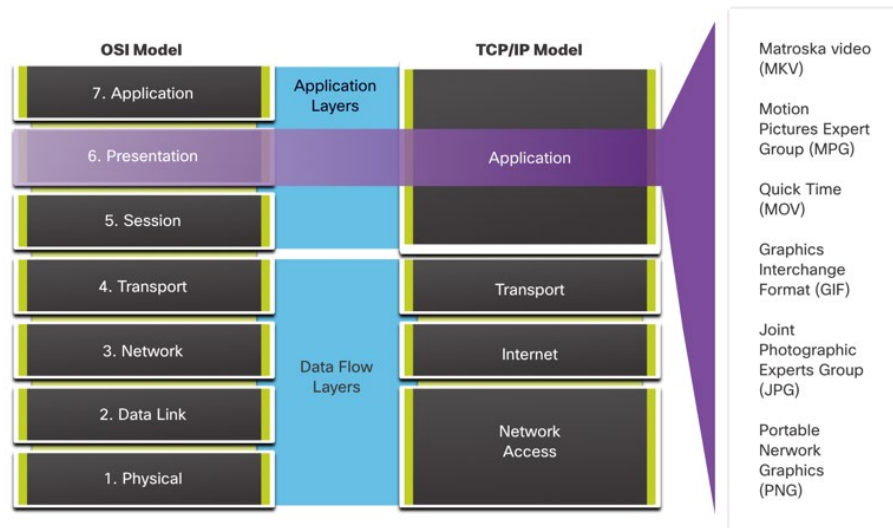 OSI Model
7. Application
6. Presentation
5. Session
4. Transport
3. Network
2. Data Link
1. Physical
Application
Layers
Data Flow
Layers
TCP/IP Model
Application
Transport
Internet
Network
Access
Matroska video
(MKV)
Motion
Pictures Expert
Group (MPG)
Quick Time
(MOV)
Graphics
Interchange
Format (GIF)
Joint
Photographic
Experts Group
(JPG)
Portable
Nerwork
Graphics
(PNG)